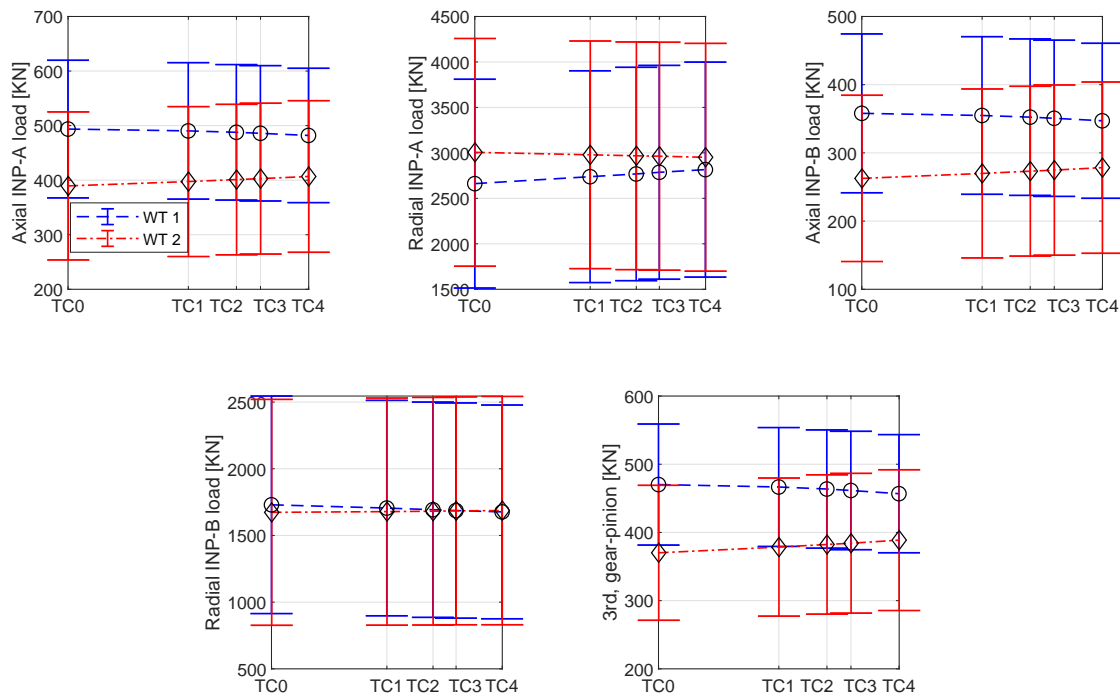 Axial INP-A load [KN]
700
600
500
400
300
200
WT 1
WT 2
TC0 TC1 TC2 TC3 TC4
Radial INP-A load [KN]
4500
4000
3500
3000
2500
2000
1500
TC0 TC1 TC2 TC3 TC4
Axial INP-B load [KN]
500
400
300
200
100
TC0 TC1 TC2 TC3 TC4
Radial INP-B load [KN]
2500
2000
1500
1000
500
TC0 TC1 TC2 TC3 TC4
3rd, gear-pinion [KN]
600
500
400
300
200
TC0 TC1 TC2 TC3 TC4